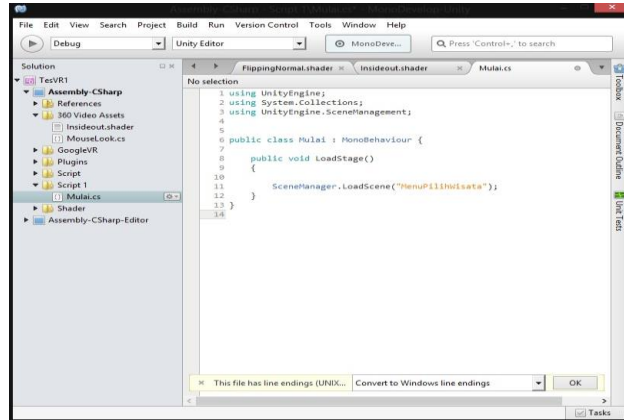 Assembly-CSharp - Script 1\Mulai.cs* - MonoDevelop-Unity
File Edit View Search Project Build Run Version Control Tools Window Help
Debug
Unity Editor
MonoDeve...
Press 'Control+,' to search
Solution
FlippingNormal.shader
Insideout.shader
Mulai.cs
TesVR1
No selection
Assembly-CSharp
References
360 Video Assets
Insideout.shader
MouseLook.cs
GoogleVR
Plugins
Script
Script 1
Mulai.cs
Shader
Assembly-CSharp-Editor
1 using UnityEngine;
2 using System.Collections;
3 using UnityEngine.SceneManagement;
4
5
6 public class Mulai : MonoBehaviour {
7
8 public void LoadStage()
9 {
10
11 SceneManager.LoadScene("MenuPilihWisata");
12 }
13 }
14
Toolbox
Document Outline
Unit Tests
This file has line endings (UNIX...
Convert to Windows line endings
OK
Tasks